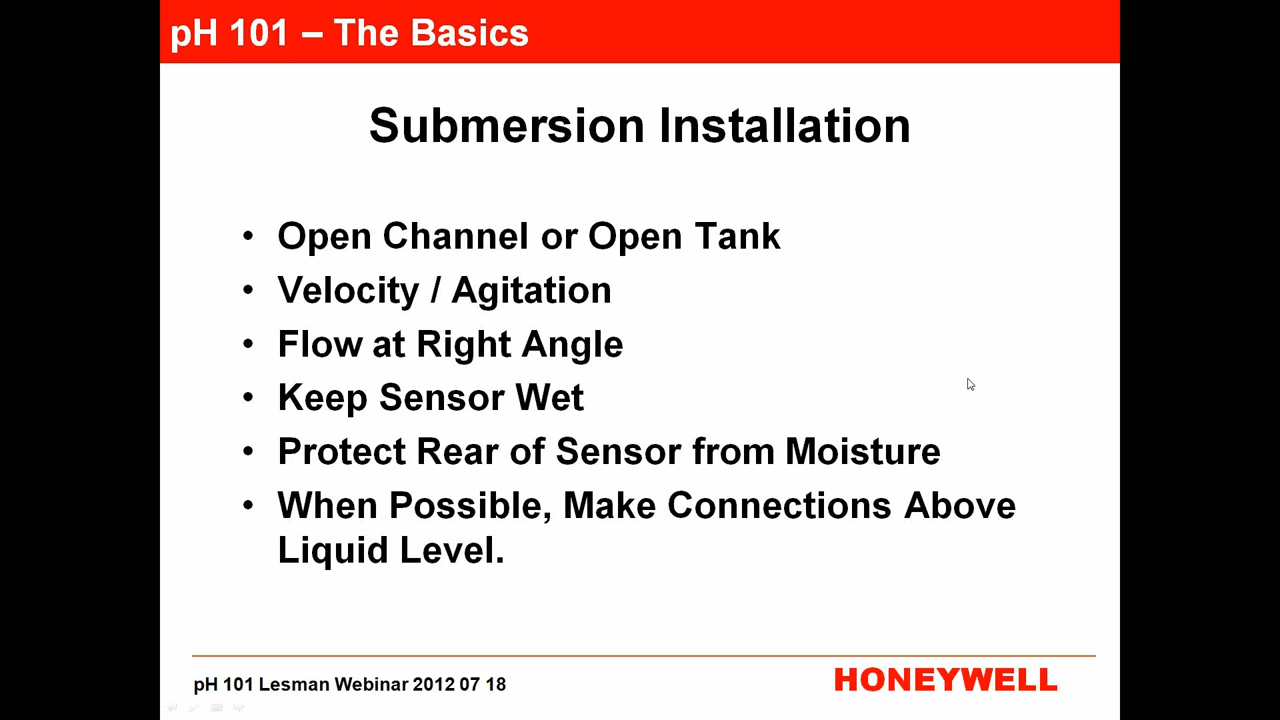 pH 101 – The Basics
Submersion Installation
• Open Channel or Open Tank
• Velocity / Agitation
• Flow at Right Angle
• Keep Sensor Wet
• Protect Rear of Sensor from Moisture
• When Possible, Make Connections Above
Liquid Level.
pH 101 Lesman Webinar 2012 07 18
HONEYWELL